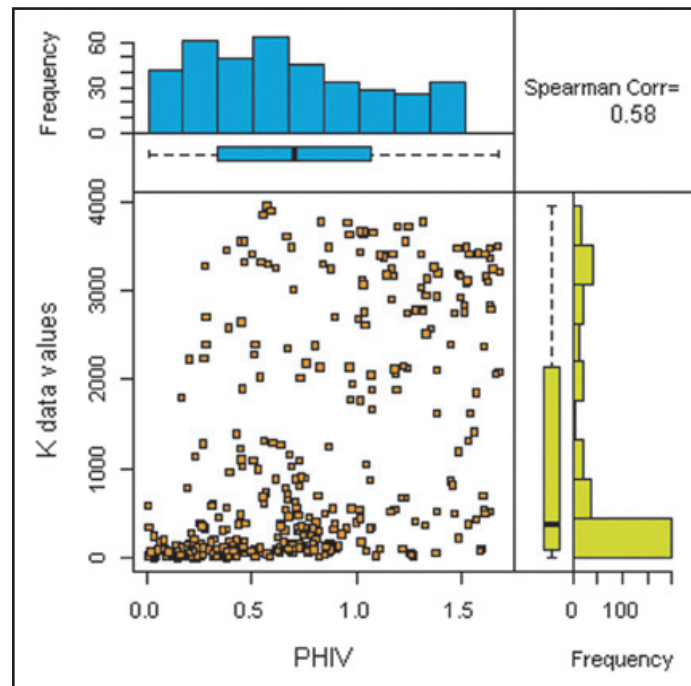 Frequency
0 30 60
Spearman Corr=
0.58
K data values
0 1000 2000 3000 4000
0.0 0.5 1.0 1.5
PHIV
0 100
Frequency